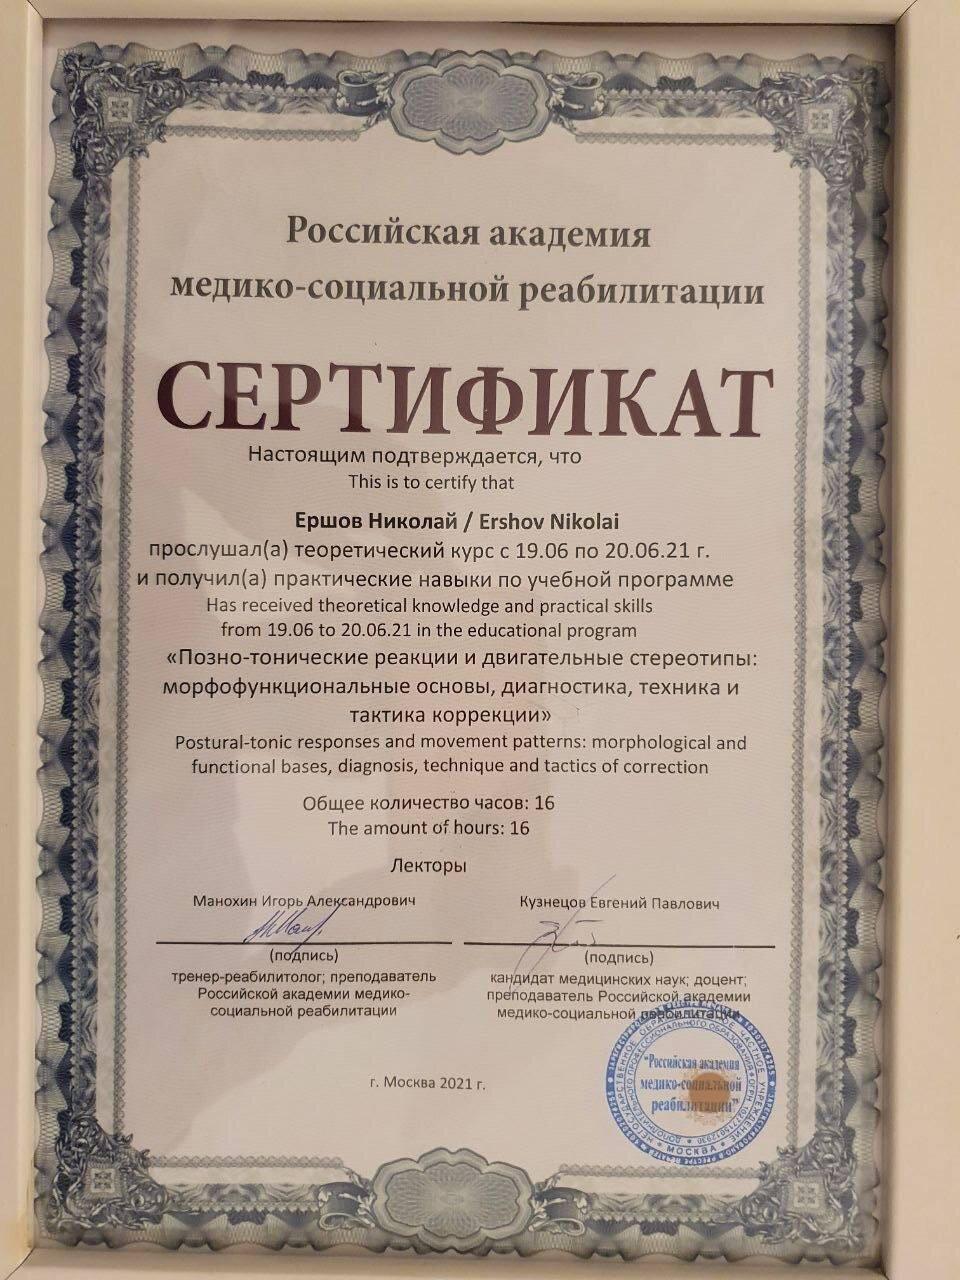 Российская академия
медико-социальной реабилитации
СЕРТИФИКАТ
Настоящим подтверждается, что
This is to certify that
Ершов Николай / Ershov Nikolai
прослушал(а) теоретический курс с 19.06 по 20.06.21 г.
и получил(а) практические навыки по учебной программе
Has received theoretical knowledge and practical skills
from 19.06 to 20.06.21 in the educational program
«Позно-тонические реакции и двигательные стереотипы:
морфофункциональные основы, диагностика, техника и
тактика коррекции»
Postural-tonic responses and movement patterns: morphological and
functional bases, diagnosis, technique and tactics of correction
Общее количество часов: 16
The amount of hours: 16
Лекторы
Манохин Игорь Александрович
(подпись)
тренер-реабилитолог; преподаватель
Российской академии медико-
социальной реабилитации
Кузнецов Евгений Павлович
(подпись)
кандидат медицинских наук; доцент;
преподаватель Российской академии
медико-социальной реабилитации
"Российская академия
медико-социальной
реабилитации"
МОСКВА
г. Москва 2021 г.